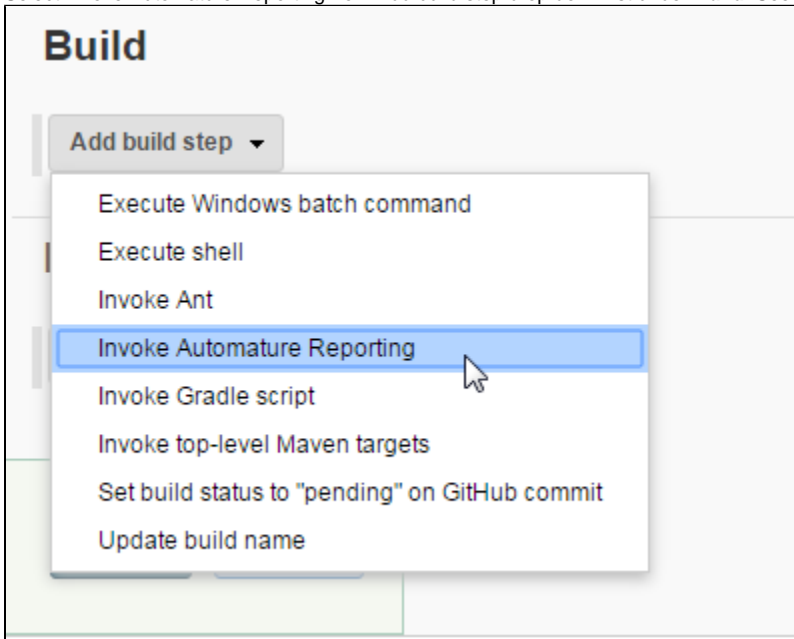 Build
Add build step
Execute Windows batch command
Execute shell
Invoke Ant
Invoke Automature Reporting
Invoke Gradle script
Invoke top-level Maven targets
Set build status to "pending" on GitHub commit
Update build name